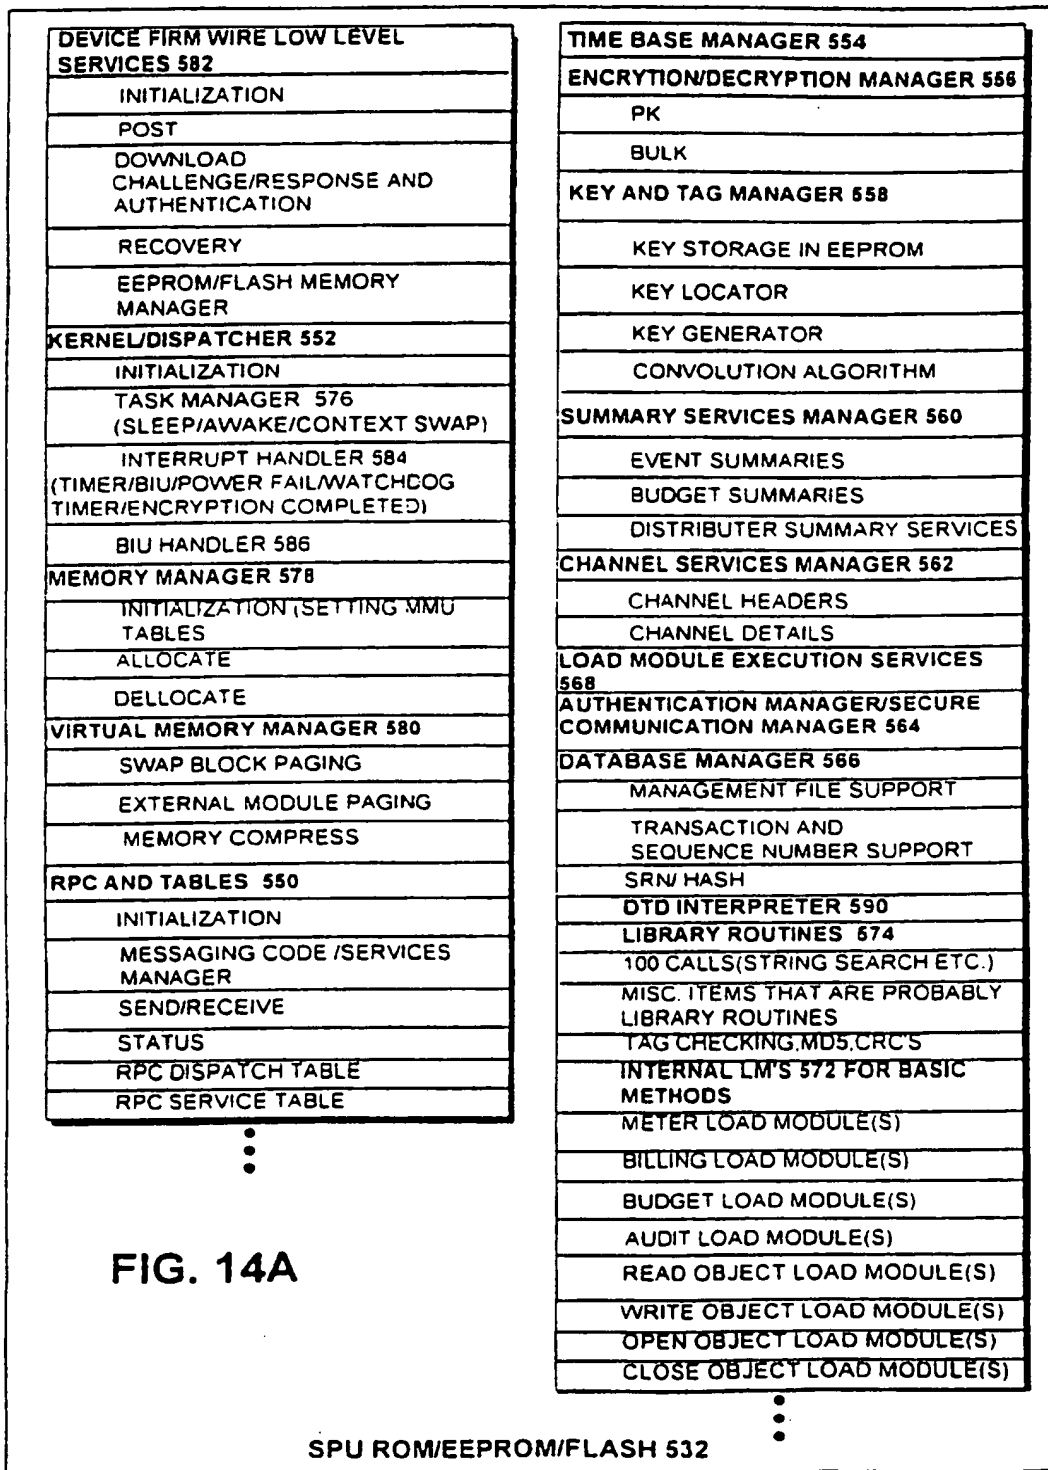 DEVICE FIRM WIRE LOW LEVEL
SERVICES 582
INITIALIZATION
POST
DOWNLOAD
CHALLENGE/RESPONSE AND
AUTHENTICATION
RECOVERY
EEPROM/FLASH MEMORY
MANAGER
KERNEL/DISPATCHER 552
INITIALIZATION
TASK MANAGER 576
(SLEEP/AWAKE/CONTEXT SWAP)
INTERRUPT HANDLER 584
(TIMER/BIU/POWER FAIL/WATCHDOG
TIMER/ENCRYPTION COMPLETED)
BIU HANDLER 586
MEMORY MANAGER 578
INITIALIZATION (SETTING MMU
TABLES
ALLOCATE
DELLOCATE
VIRTUAL MEMORY MANAGER 580
SWAP BLOCK PAGING
EXTERNAL MODULE PAGING
MEMORY COMPRESS
RPC AND TABLES 550
INITIALIZATION
MESSAGING CODE /SERVICES
MANAGER
SEND/RECEIVE
STATUS
RPC DISPATCH TABLE
RPC SERVICE TABLE
TIME BASE MANAGER 554
ENCRYTION/DECRYPTION MANAGER 556
PK
BULK
KEY AND TAG MANAGER 558
KEY STORAGE IN EEPROM
KEY LOCATOR
KEY GENERATOR
CONVOLUTION ALGORITHM
SUMMARY SERVICES MANAGER 560
EVENT SUMMARIES
BUDGET SUMMARIES
DISTRIBUTER SUMMARY SERVICES
CHANNEL SERVICES MANAGER 562
CHANNEL HEADERS
CHANNEL DETAILS
LOAD MODULE EXECUTION SERVICES
568
AUTHENTICATION MANAGER/SECURE
COMMUNICATION MANAGER 564
DATABASE MANAGER 566
MANAGEMENT FILE SUPPORT
TRANSACTION AND
SEQUENCE NUMBER SUPPORT
SRN/ HASH
DTD INTERPRETER 590
LIBRARY ROUTINES 574
100 CALLS(STRING SEARCH ETC.)
MISC. ITEMS THAT ARE PROBABLY
LIBRARY ROUTINES
TAG CHECKING,MD5,CRC'S
INTERNAL LM'S 572 FOR BASIC
METHODS
METER LOAD MODULE(S)
BILLING LOAD MODULE(S)
BUDGET LOAD MODULE(S)
AUDIT LOAD MODULE(S)
READ OBJECT LOAD MODULE(S)
WRITE OBJECT LOAD MODULE(S)
OPEN OBJECT LOAD MODULE(S)
CLOSE OBJECT LOAD MODULE(S)
FIG. 14A
SPU ROM/EEPROM/FLASH 532